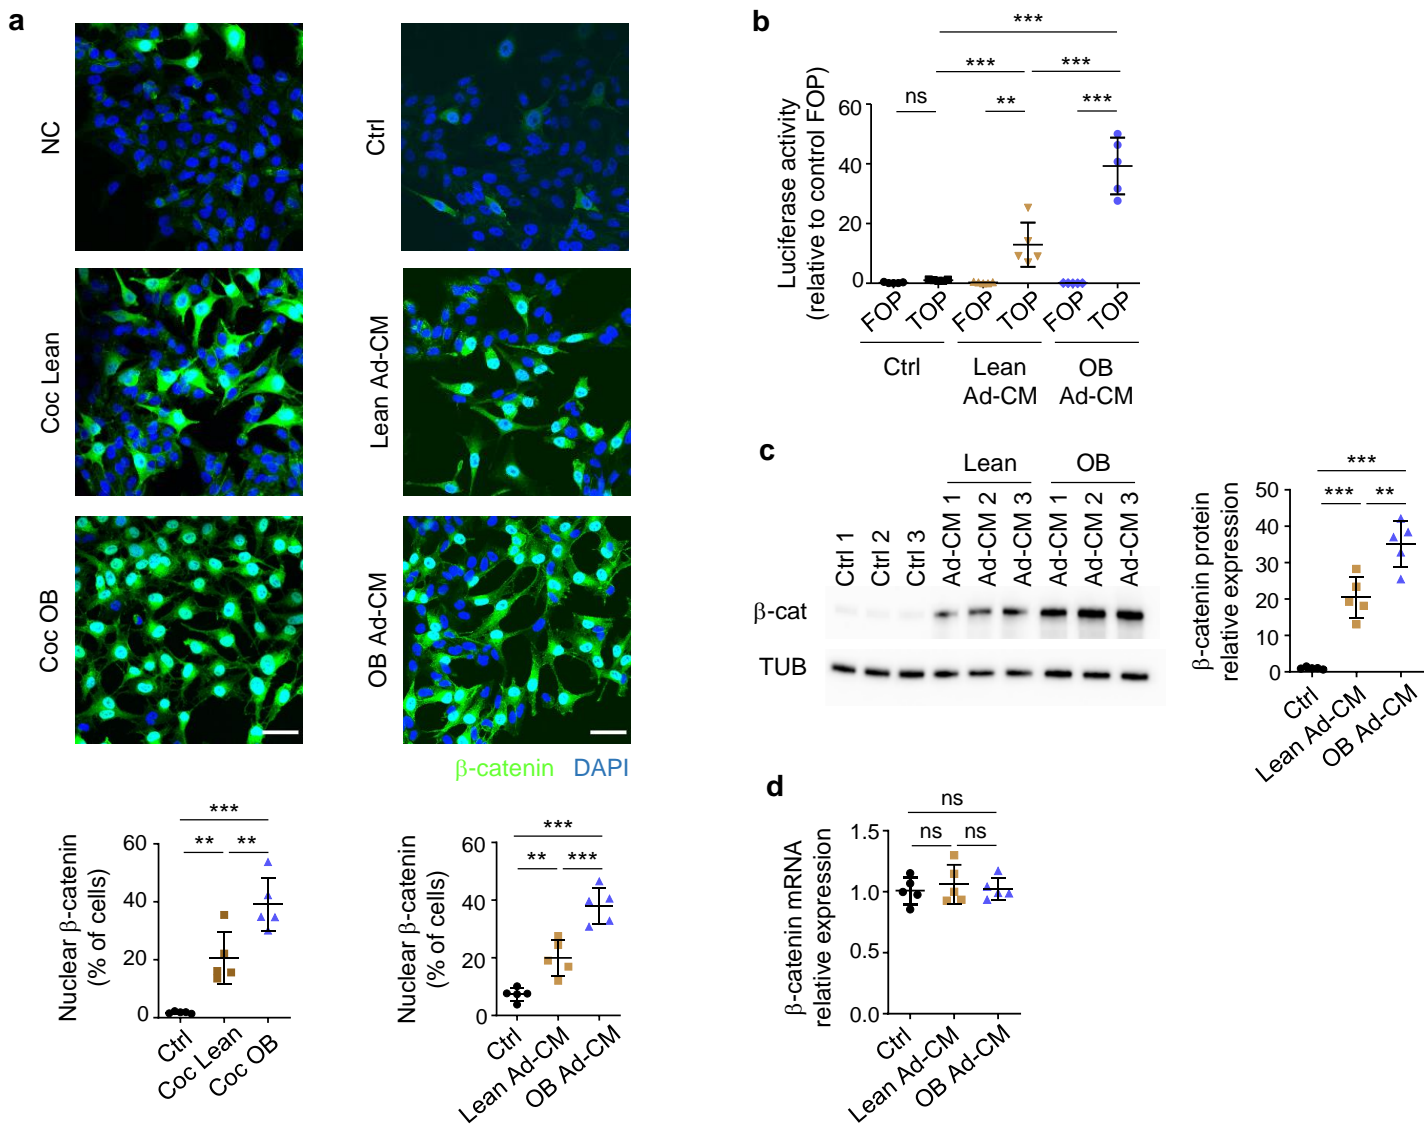 a
NC
Ctrl
Coc Lean
Lean Ad-CM
Coc OB
OB Ad-CM
β-catenin DAPI
Nuclear β-catenin
(% of cells)
60
40
20
0
***
** **
Ctrl
Coc Lean
Coc OB
Nuclear β-catenin
(% of cells)
60
40
20
0
***
** ***
Ctrl
Lean Ad-CM
OB Ad-CM
b
Luciferase activity
(relative to control FOP)
60
40
20
0
***
*** ***
ns ** ***
FOP TOP FOP TOP FOP TOP
Ctrl
Lean
Ad-CM
OB
Ad-CM
c
Lean OB
Ctrl 1
Ctrl 2
Ctrl 3
Ad-CM 1
Ad-CM 2
Ad-CM 3
Ad-CM 1
Ad-CM 2
Ad-CM 3
β-cat
TUB
β-catenin protein
relative expression
50
40
30
20
10
0
***
*** **
Ctrl
Lean Ad-CM
OB Ad-CM
d
β-catenin mRNA
relative expression
1.5
1.0
0.5
0.0
ns
ns ns
Ctrl
Lean Ad-CM
OB Ad-CM